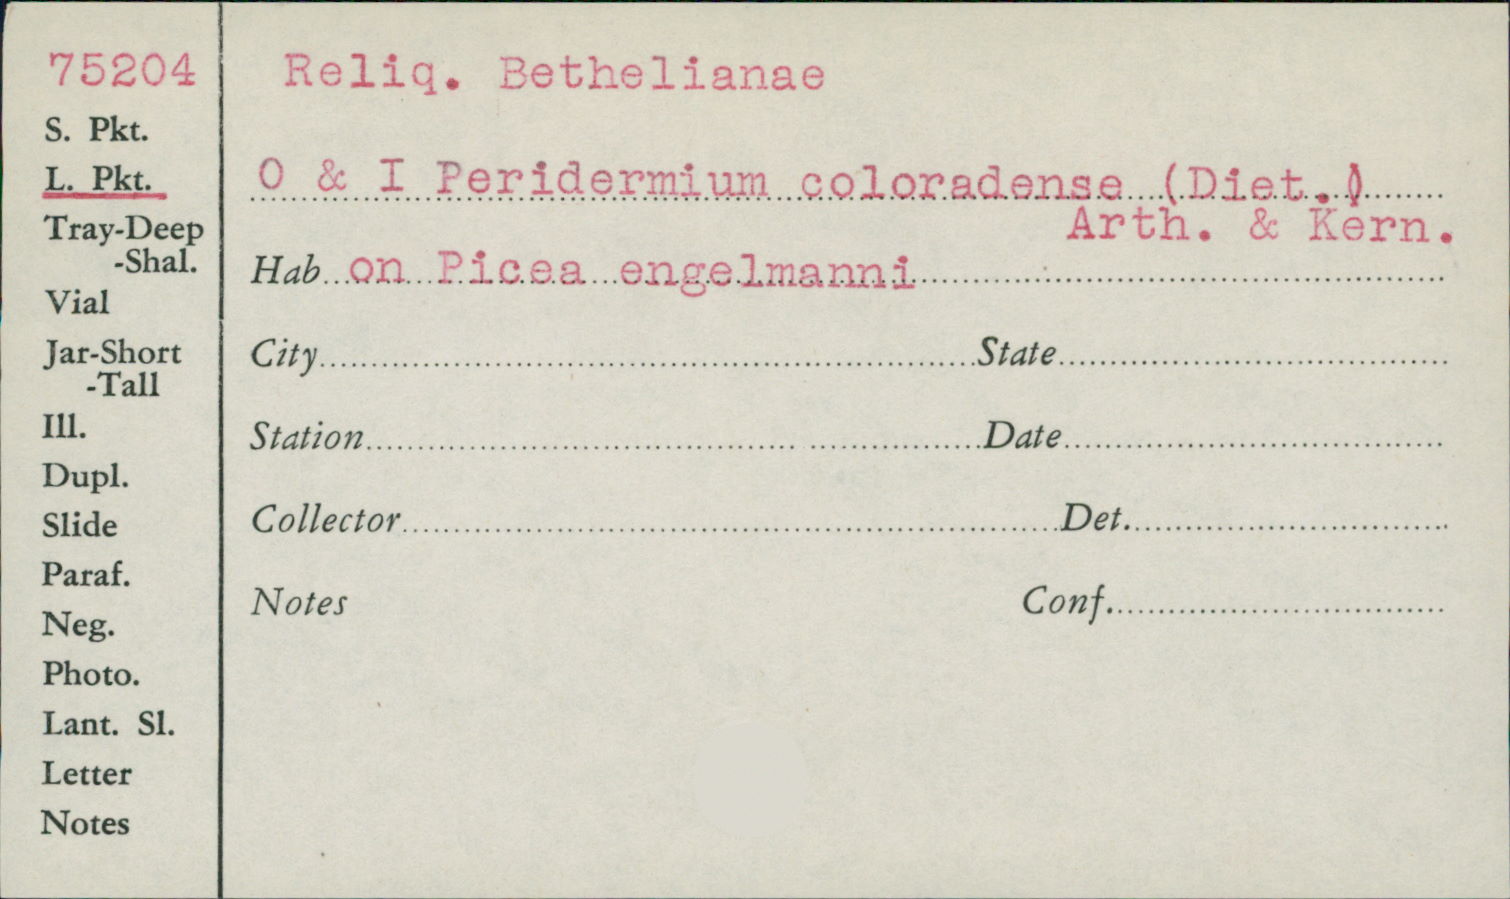 75204
Reliq. Bethelianae
S. Pkt.
L. Pkt.
O & I Peridermium coloradense (Diet.)
Arth. & Kern.
Tray-Deep
-Shal.
Hab on Picea engelmanni
Vial
Jar-Short
-Tall
City State
Ill.
Station Date
Dupl.
Slide
Collector Det.
Paraf.
Neg.
Notes Conf.
Photo.
Lant. Sl.
Letter
Notes